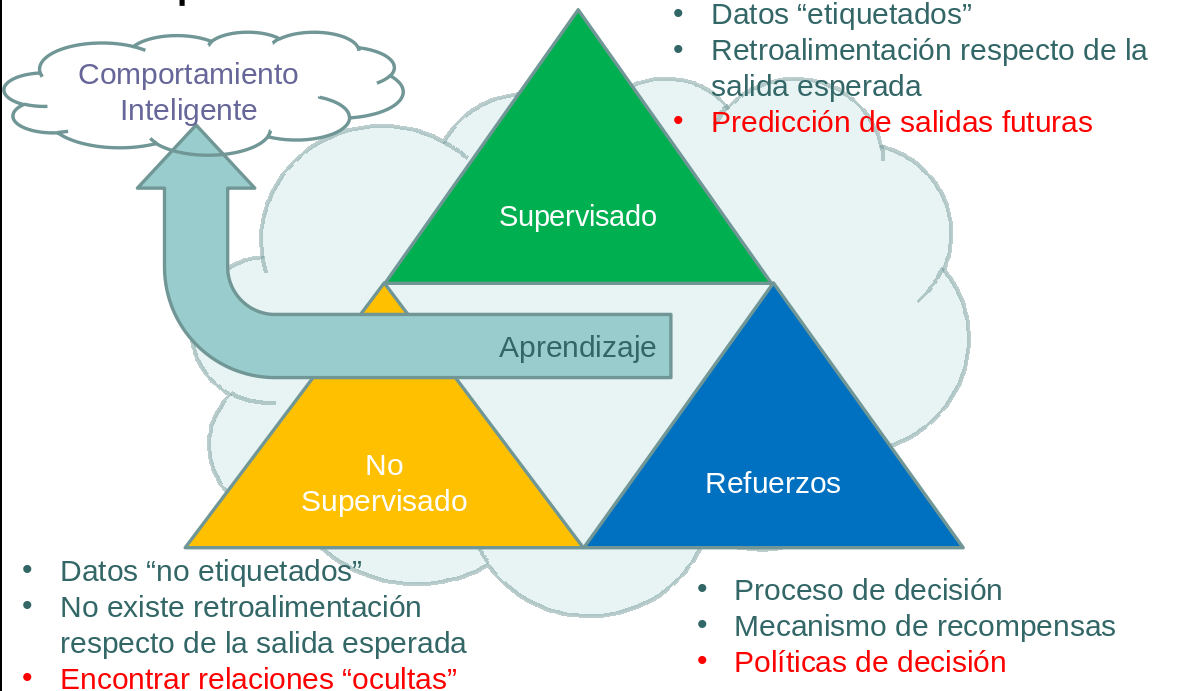 • Datos “etiquetados”
• Retroalimentación respecto de la
salida esperada
• Predicción de salidas futuras
Comportamiento
Inteligente
Supervisado
Aprendizaje
No
Supervisado
Refuerzos
• Datos “no etiquetados”
• No existe retroalimentación
respecto de la salida esperada
• Encontrar relaciones “ocultas”
• Proceso de decisión
• Mecanismo de recompensas
• Políticas de decisión